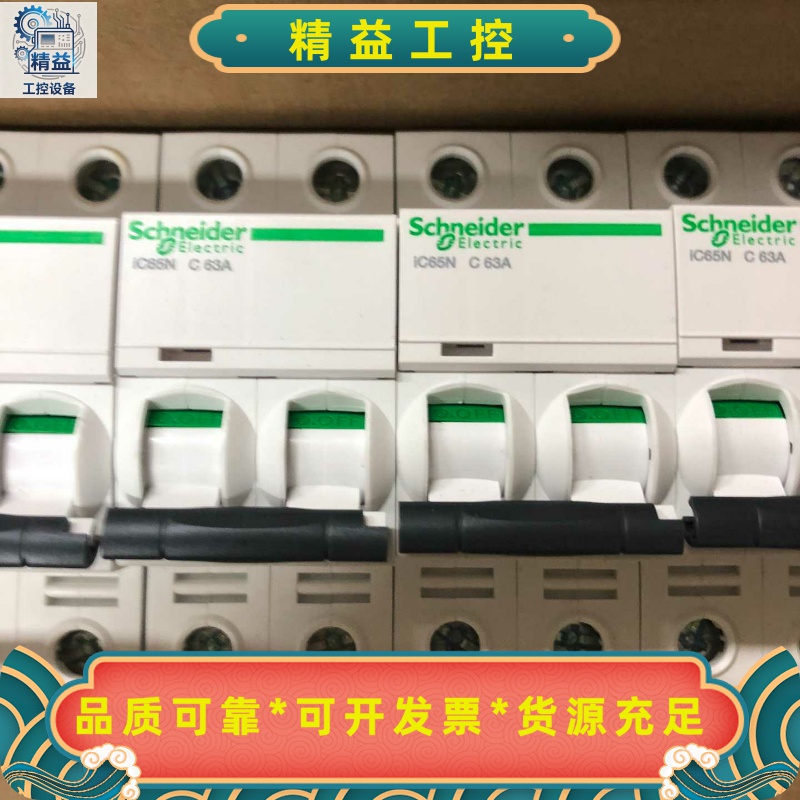 精益
工控设备
精益工控
Schneider
Electric
iC65N C 63A
Schneider
Electric
iC65N C 63A
Schneider
Electric
iC65N C 63A
O.OFF
品质可靠*可开发票*货源充足